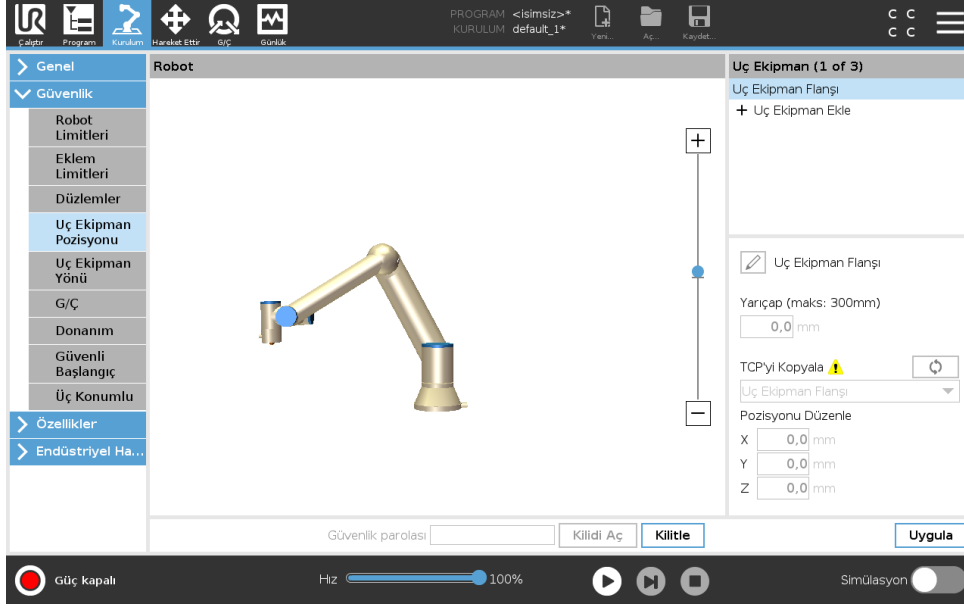 PROGRAM <isimsiz>*
KURULUM default_1*
UR
Çalıştır Program Kurulum Hareket Ettir G/Ç Günlük
Yeni... Aç... Kaydet...
C C
C C
Genel
Güvenlik
Robot
Limitleri
Eklem
Limitleri
Düzlemler
Uç Ekipman
Pozisyonu
Uç Ekipman
Yönü
G/Ç
Donanım
Güvenli
Başlangıç
Üç Konumlu
Özellikler
Endüstriyel Ha...
Robot
Uç Ekipman (1 of 3)
Uç Ekipman Flanşı
+ Uç Ekipman Ekle
Uç Ekipman Flanşı
Yarıçap (maks: 300mm)
0,0 mm
TCP'yi Kopyala
Uç Ekipman Flanşı
Pozisyonu Düzenle
X 0,0 mm
Y 0,0 mm
Z 0,0 mm
Güvenlik parolası Kilidi Aç Kilitle Uygula
Güç kapalı Hız 100% Simülasyon